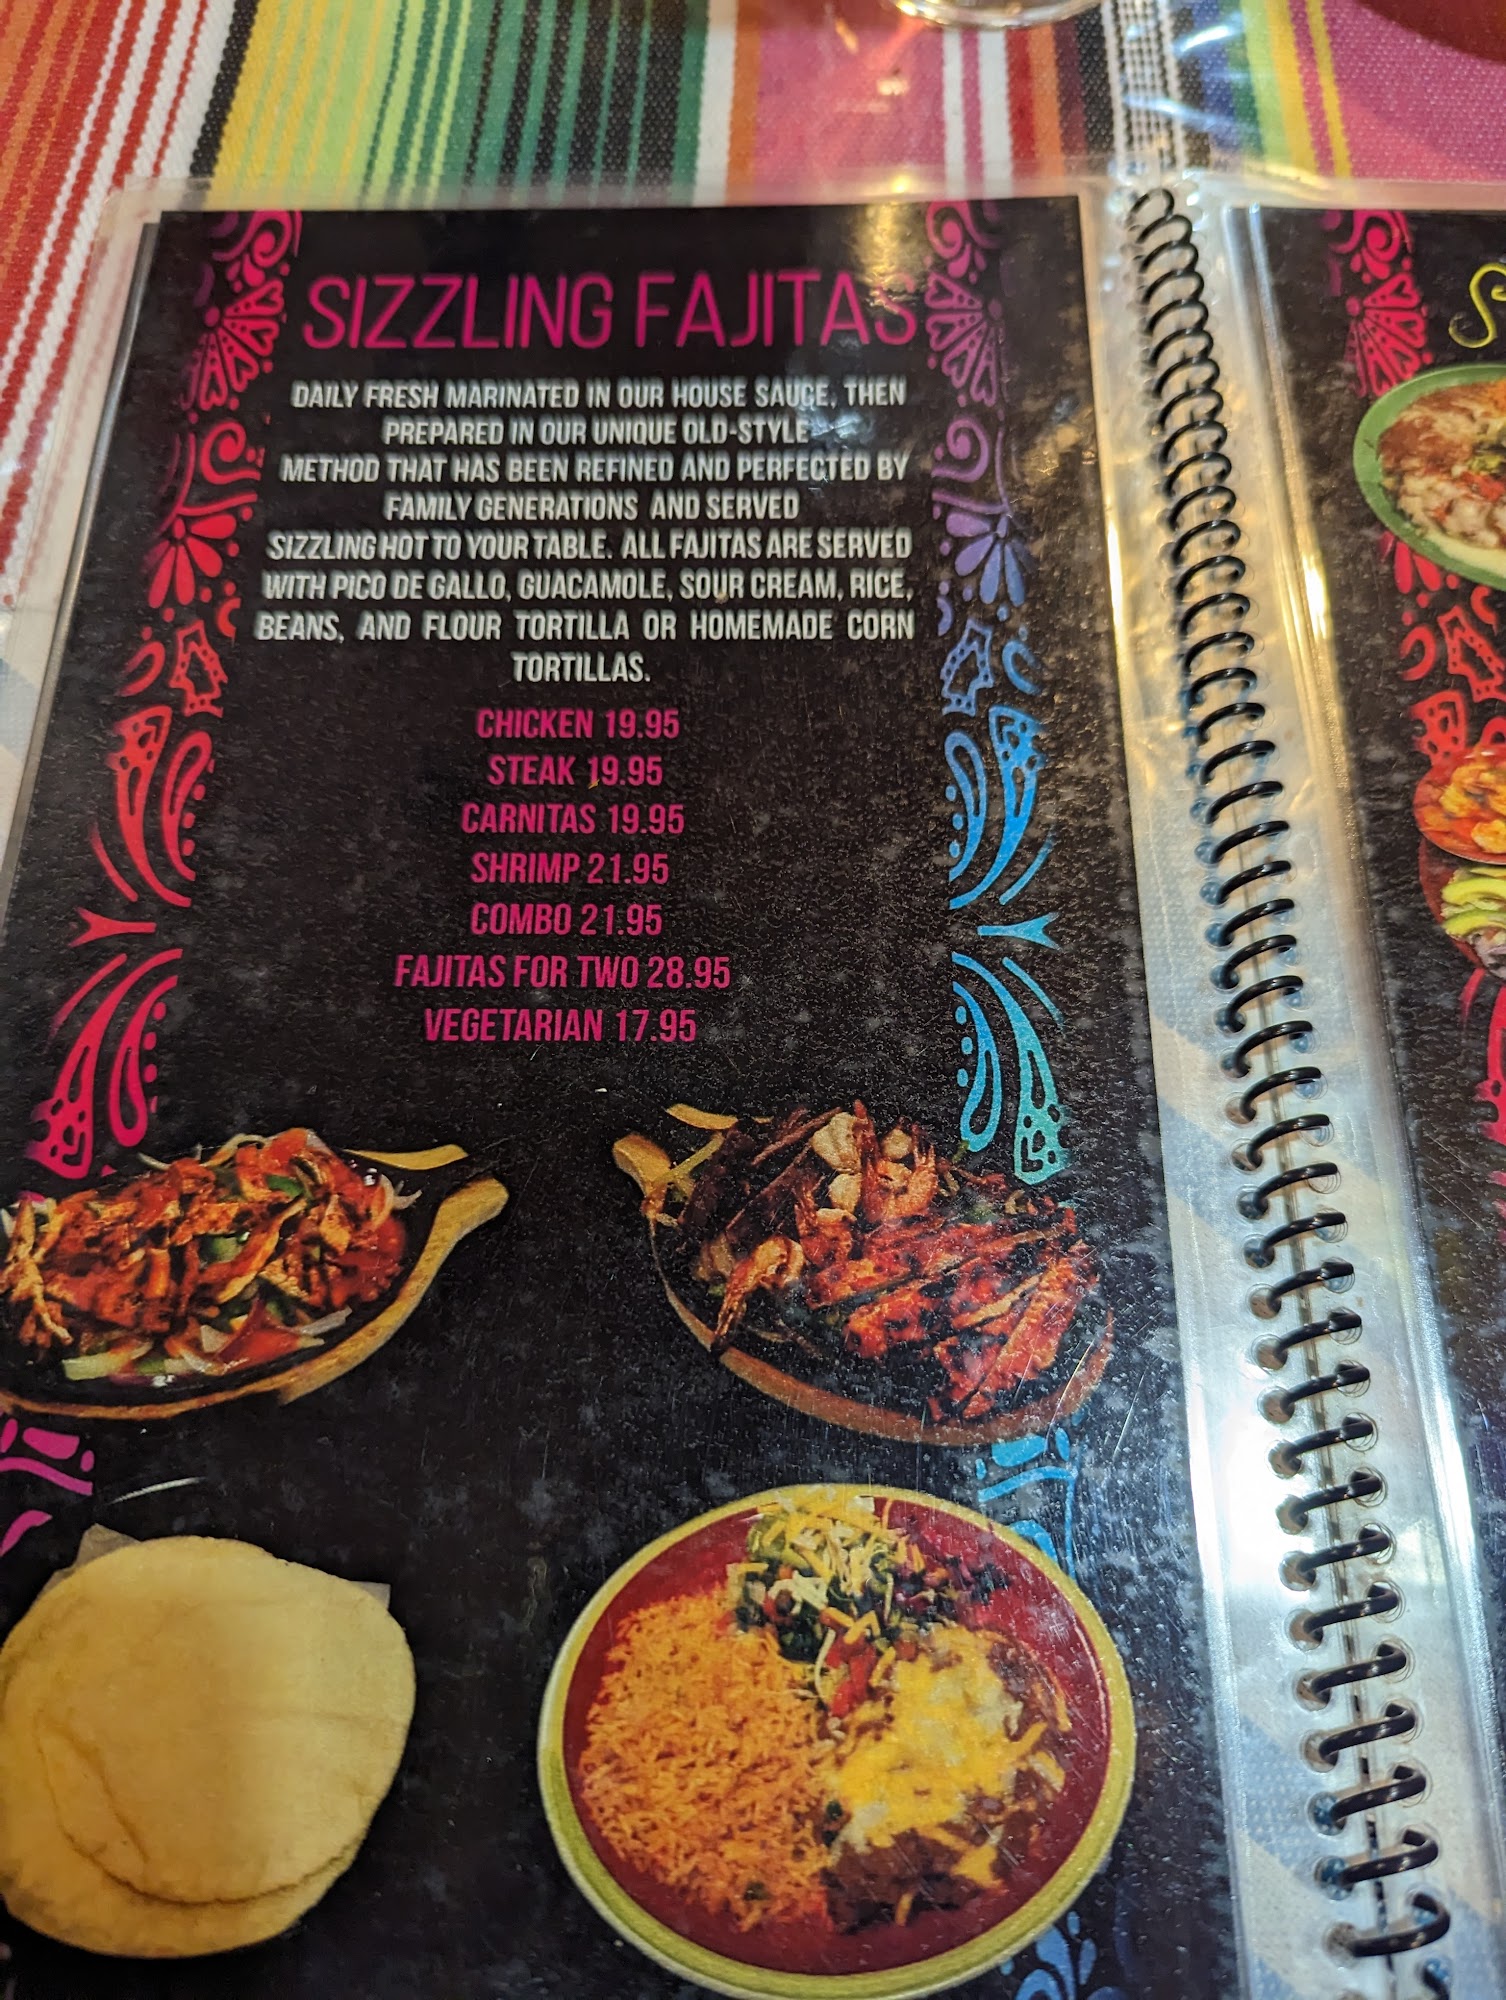 SIZZLING FAJITAS
DAILY FRESH MARINATED IN OUR HOUSE SAUCE, THEN
PREPARED IN OUR UNIQUE OLD-STYLE
METHOD THAT HAS BEEN REFINED AND PERFECTED BY
FAMILY GENERATIONS AND SERVED
SIZZLING HOT TO YOUR TABLE. ALL FAJITAS ARE SERVED
WITH PICO DE GALLO, GUACAMOLE, SOUR CREAM, RICE,
BEANS, AND FLOUR TORTILLA OR HOMEMADE CORN
TORTILLAS.
CHICKEN 19.95
STEAK 19.95
CARNITAS 19.95
SHRIMP 21.95
COMBO 21.95
FAJITAS FOR TWO 28.95
VEGETARIAN 17.95